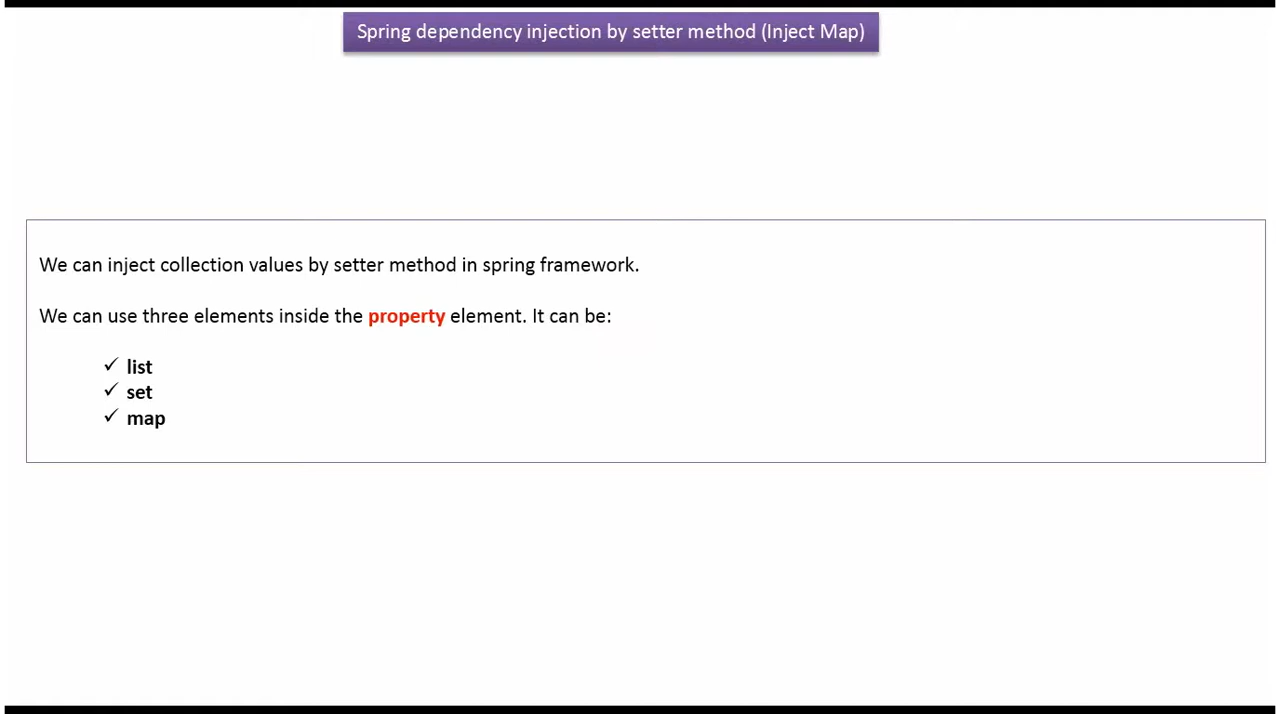 Spring dependency injection by setter method (Inject Map)
We can inject collection values by setter method in spring framework.
We can use three elements inside the property element. It can be:
✓ list
✓ set
✓ map